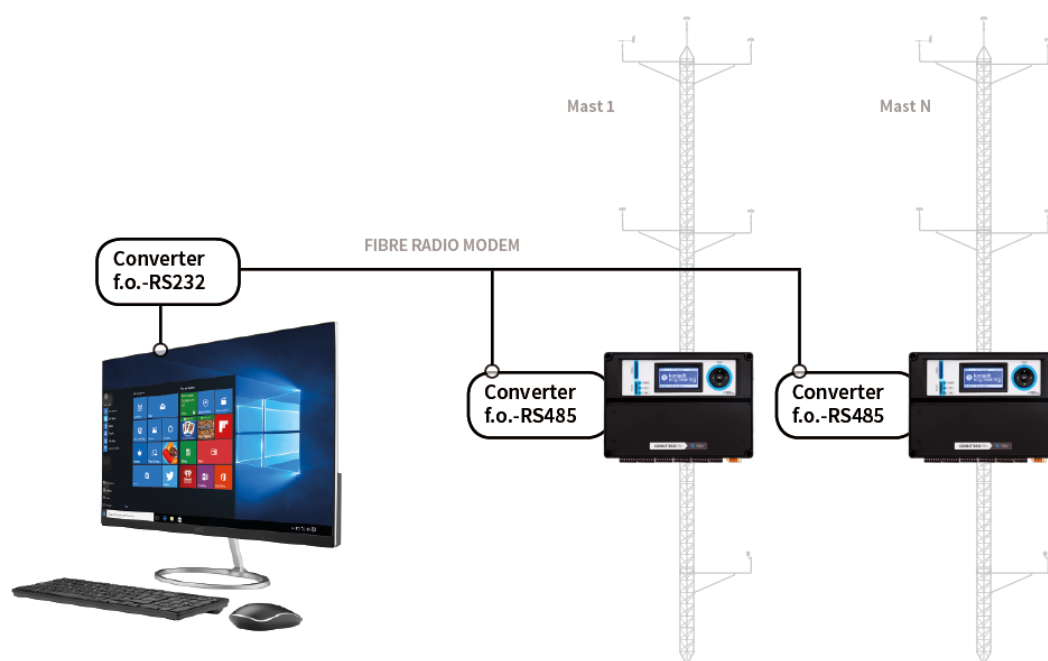 Mast 1
Mast N
FIBRE RADIO MODEM
Converter
f.o.-RS232
Converter
f.o.-RS485
Converter
f.o.-RS485